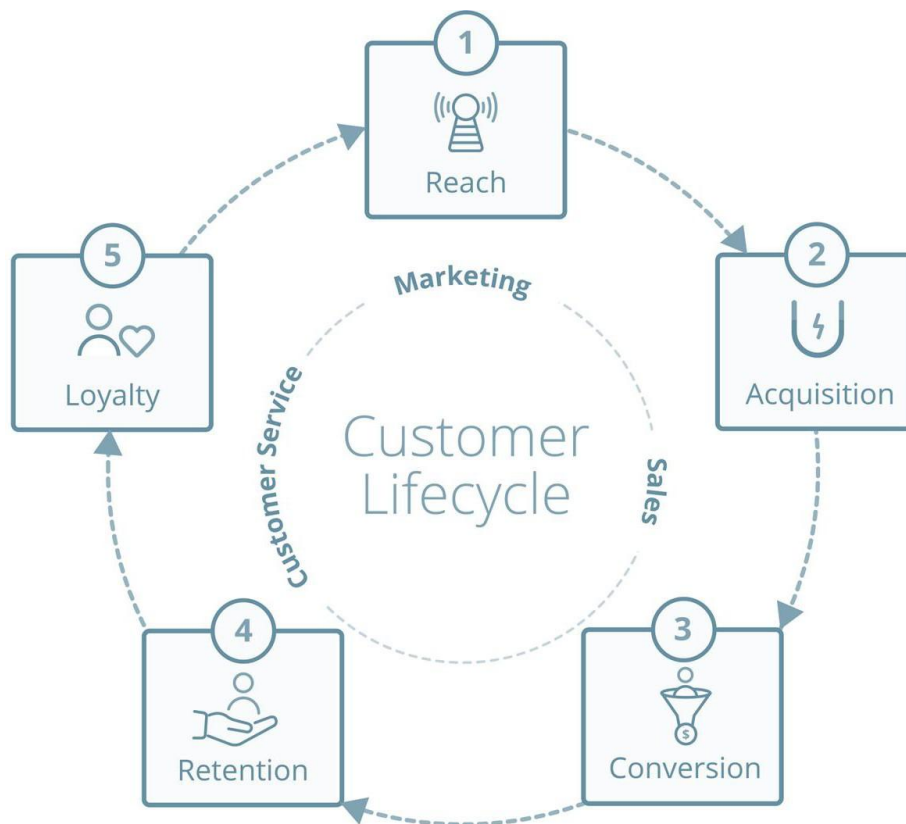 1
Reach
2
Acquisition
3
$
Conversion
4
Retention
5
Loyalty
Marketing
Sales
Customer Service
Customer
Lifecycle